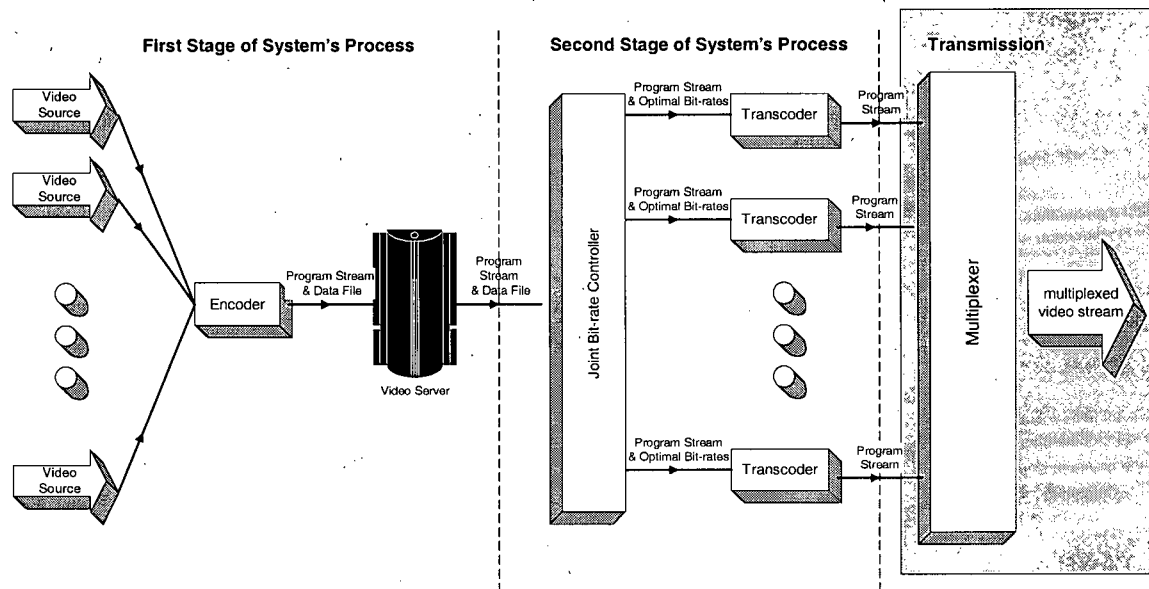 First Stage of System's Process
Second Stage of System's Process
Transmission
Video
Source
Video
Source
Video
Source
Encoder
Program Stream
& Data File
Video Server
Program
Stream
& Data File
Joint Bit-rate Controller
Program Stream
& Optimal Bit-rates
Transcoder
Program
Stream
Program Stream
& Optimal Bit-rates
Transcoder
Program
Stream
Program Stream
& Optimal Bit-rates
Transcoder
Program
Stream
Multiplexer
multiplexed
video stream